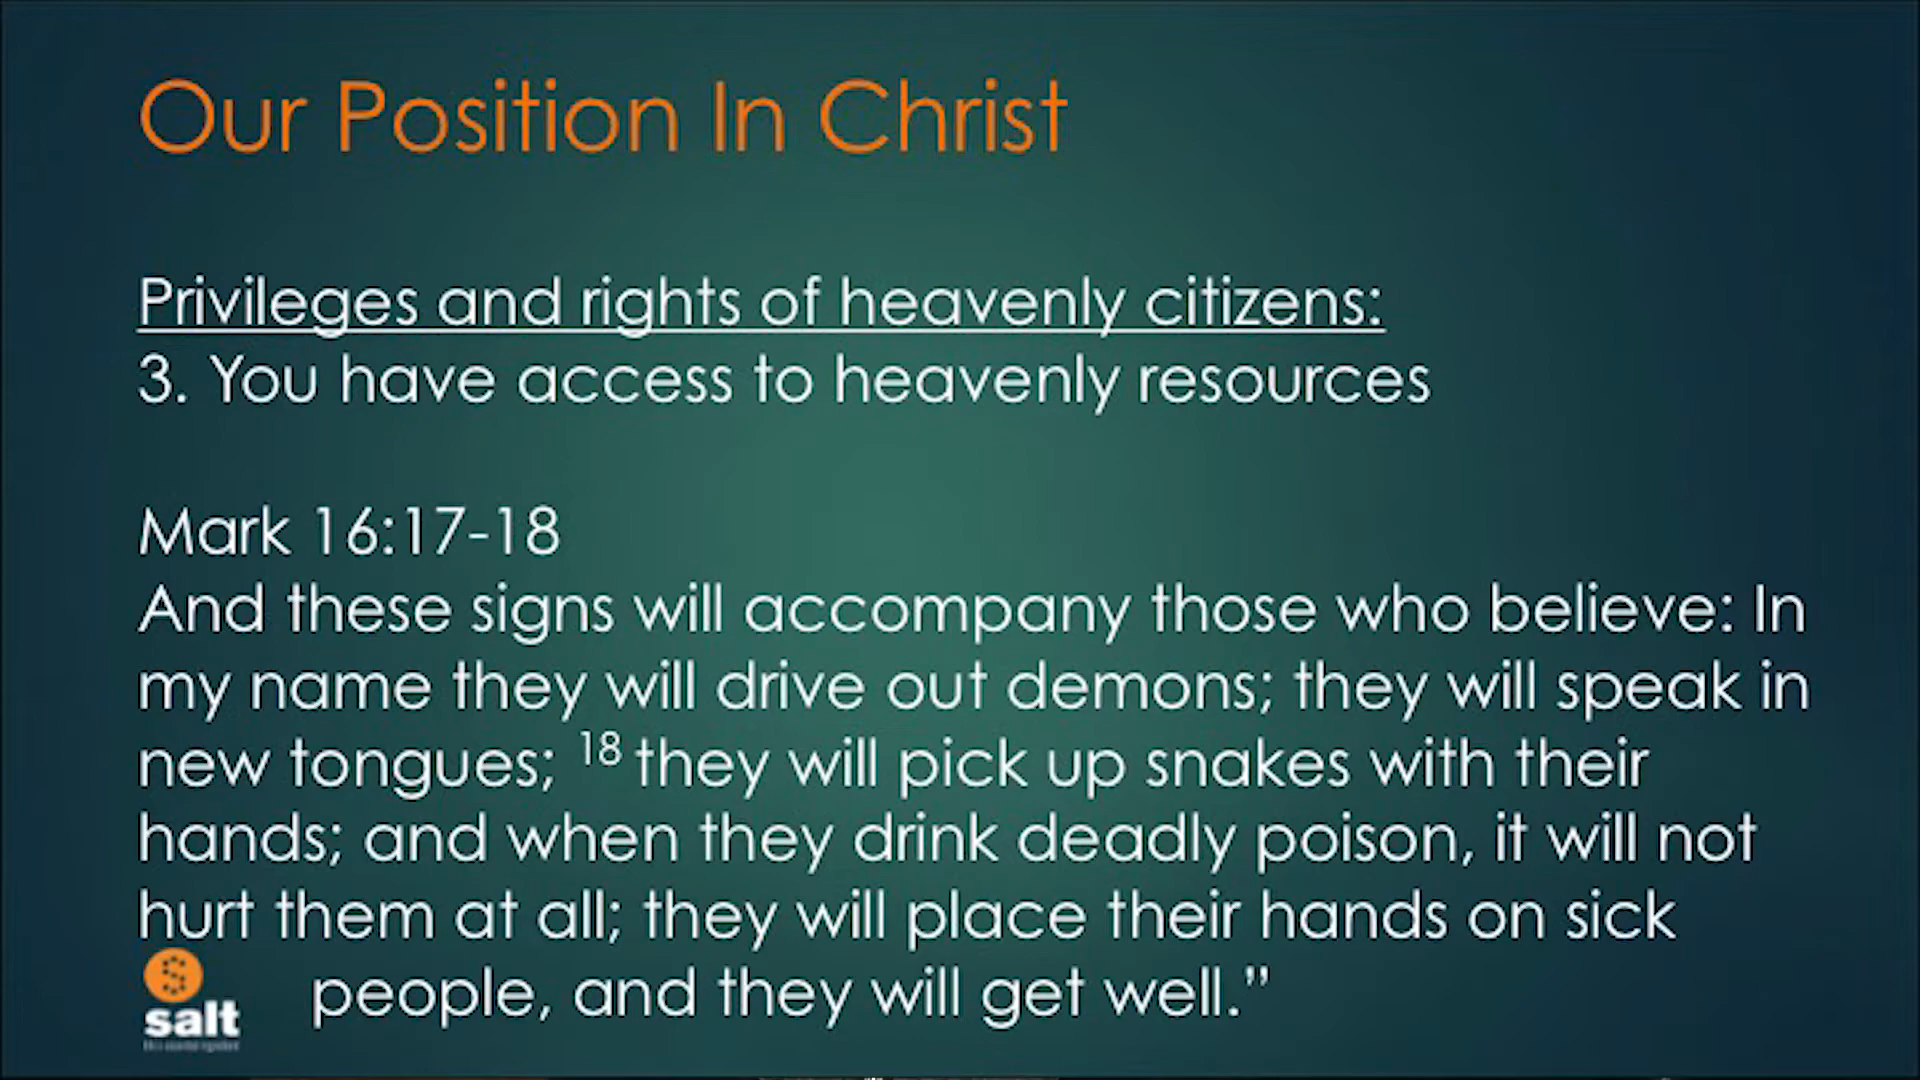 Our Position In Christ
Privileges and rights of heavenly citizens:
3. You have access to heavenly resources
Mark 16:17-18
And these signs will accompany those who believe: In
my name they will drive out demons; they will speak in
new tongues; 18 they will pick up snakes with their
hands; and when they drink deadly poison, it will not
hurt them at all; they will place their hands on sick
people, and they will get well.”
salt